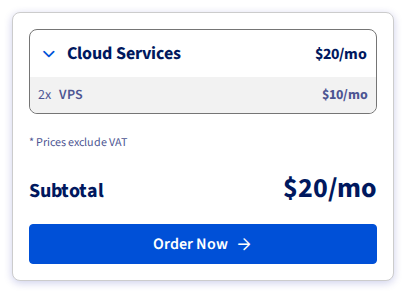 Cloud Services $20/mo
2x VPS $10/mo
* Prices exclude VAT
Subtotal $20/mo
Order Now →